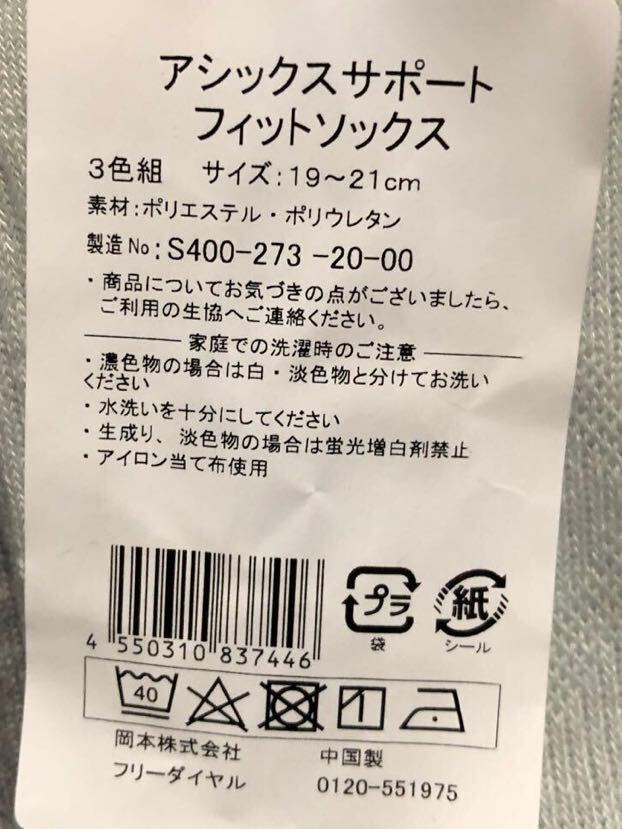 アシックスサポート
フィットソックス
3色組 サイズ:19～21cm
素材:ポリエステル・ポリウレタン
製造No:S400-273-20-00
・商品についてお気づきの点がございましたら、
ご利用の生協へご連絡ください。
家庭での洗濯時のご注意
・濃色物の場合は白・淡色物と分けてお洗い
ください
・水洗いを十分にしてください
・生成り、淡色物の場合は蛍光増白剤禁止
・アイロン当て布使用
プラ
紙
4 550310 837446
袋
シール
40
岡本株式会社 中国製
フリーダイヤル 0120-551975